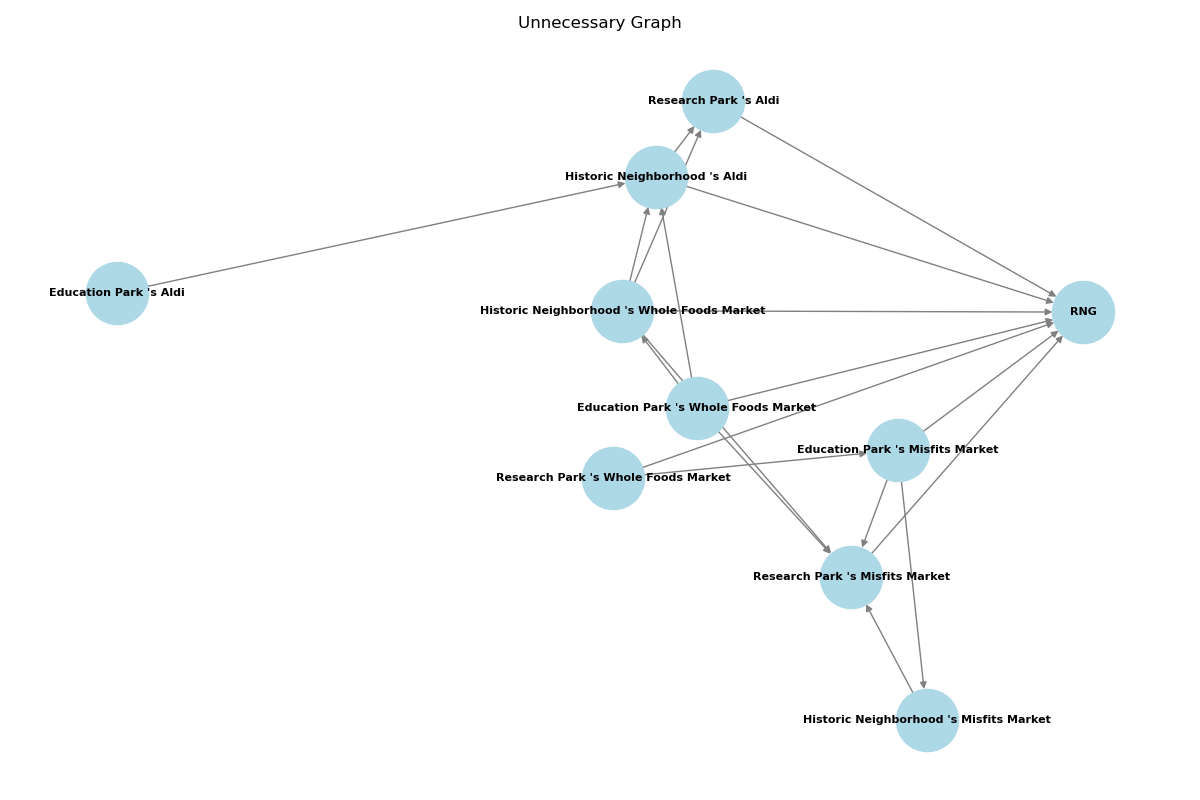 Unnecessary Graph
Research Park 's Aldi
Historic Neighborhood 's Aldi
Education Park 's Aldi
Historic Neighborhood 's Whole Foods Market
RNG
Education Park 's Whole Foods Market
Education Park 's Misfits Market
Research Park 's Whole Foods Market
Research Park 's Misfits Market
Historic Neighborhood 's Misfits Market